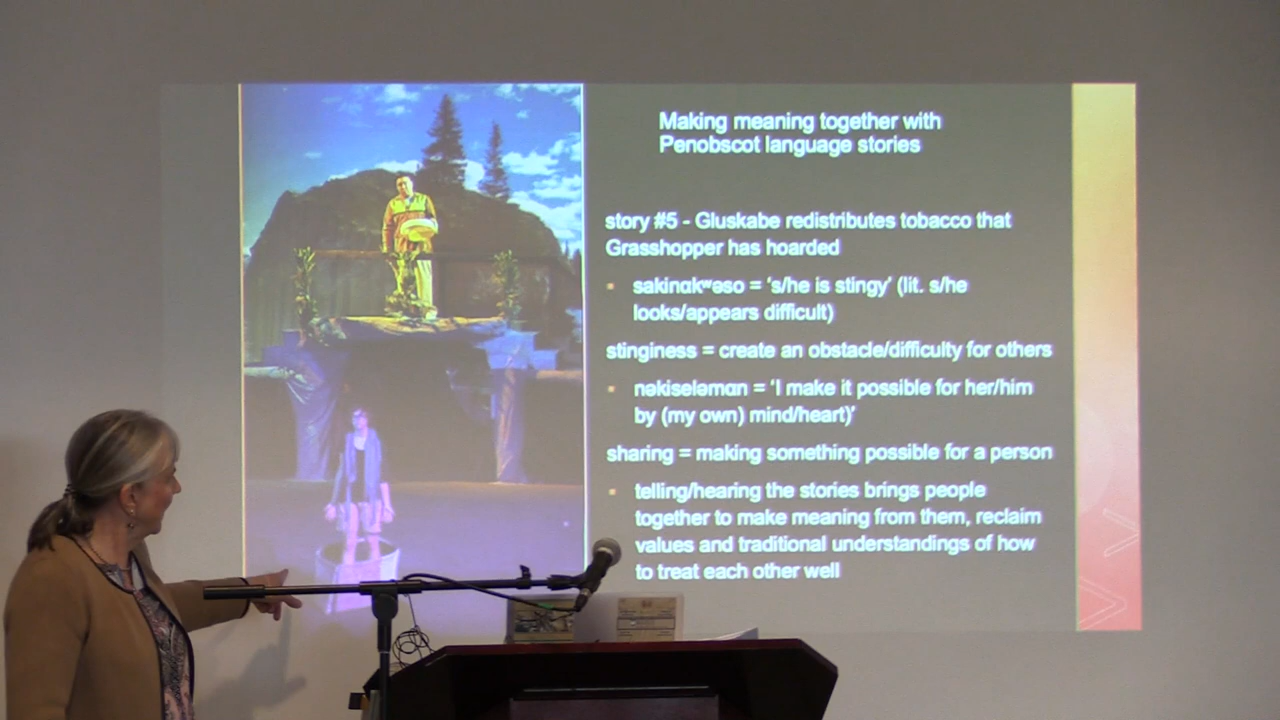 Making meaning together with
Penobscot language stories
story #5 - Gluskabe redistributes tobacco that
Grasshopper has hoarded
▪ sakinɑkʷəso = ‘s/he is stingy’ (lit. s/he
looks/appears difficult)
stinginess = create an obstacle/difficulty for others
▪ nəkiseləmɑn = ‘I make it possible for her/him
by (my own) mind/heart)’
sharing = making something possible for a person
▪ telling/hearing the stories brings people
together to make meaning from them, reclaim
values and traditional understandings of how
to treat each other well